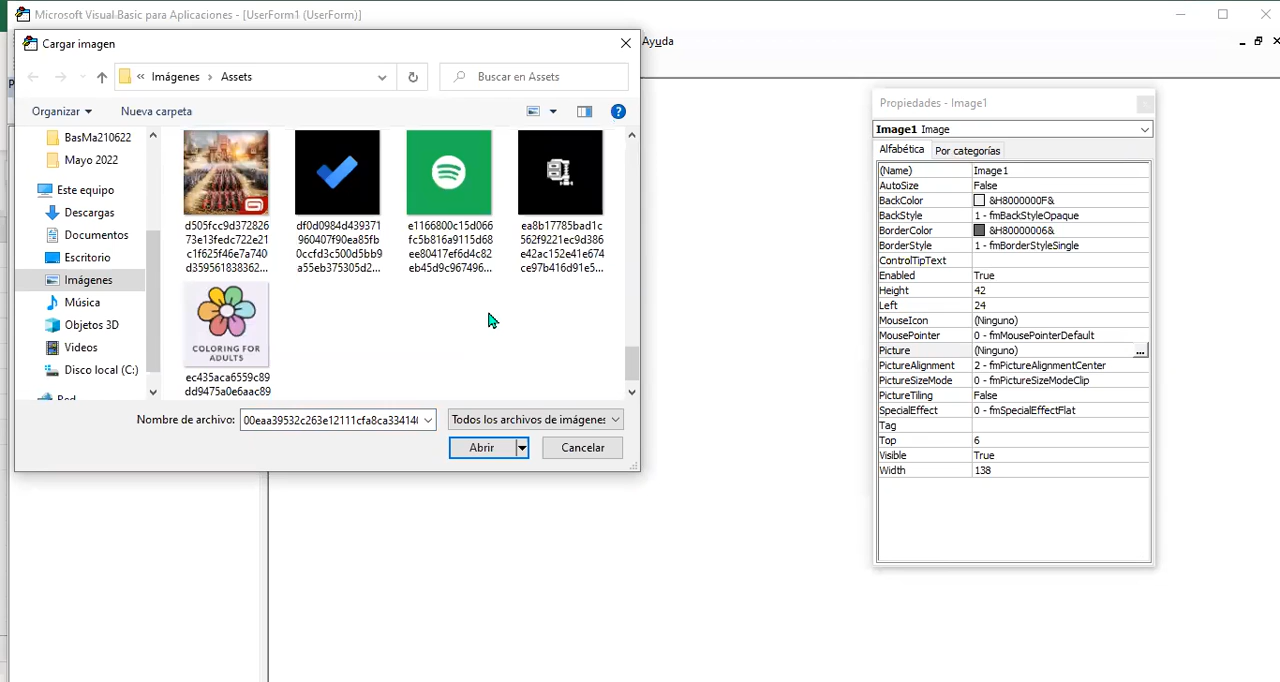 Microsoft Visual Basic para Aplicaciones - [UserForm1 (UserForm)]
Ayuda
Cargar imagen
Imágenes
Assets
Buscar en Assets
Organizar
Nueva carpeta
BasMa210622
Mayo 2022
Este equipo
Descargas
Documentos
Escritorio
Imágenes
Música
Objetos 3D
Videos
Disco local (C:)
d505fcc9d372826
73e13fedc722e21
c1f625f46e7a740
d359561838362...
df0d0984d439371
960407f90ea85fb
0ccfd3c500d5bb9
a55eb375305d2...
e1166800c15d066
fc5b816a9115d68
ee80417ef6d4c82
eb45d9c967496...
ea8b17785bad1c
562f9221ec9d386
e42ac152e41e674
ce97b416d91e5...
COLORING FOR
ADULTS
ec435aca6559c89
dd9475a0e6aac89
Nombre de archivo:
00eaa39532c263e12111cfa8ca33414(
Todos los archivos de imágenes
Abrir
Cancelar
Propiedades - Image1
Image1 Image
Alfabética
Por categorías
(Name) Image1
AutoSize False
BackColor &H8000000F&
BackStyle 1 - fmBackStyleOpaque
BorderColor &H80000006&
BorderStyle 1 - fmBorderStyleSingle
ControlTipText
Enabled True
Height 42
Left 24
MouseIcon (Ninguno)
MousePointer 0 - fmMousePointerDefault
Picture (Ninguno) ...
PictureAlignment 2 - fmPictureAlignmentCenter
PictureSizeMode 0 - fmPictureSizeModeClip
PictureTiling False
SpecialEffect 0 - fmSpecialEffectFlat
Tag
Top 6
Visible True
Width 138